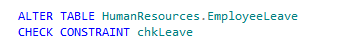 ALTER TABLE HumanResources.EmployeeLeave
CHECK CONSTRAINT chkLeave